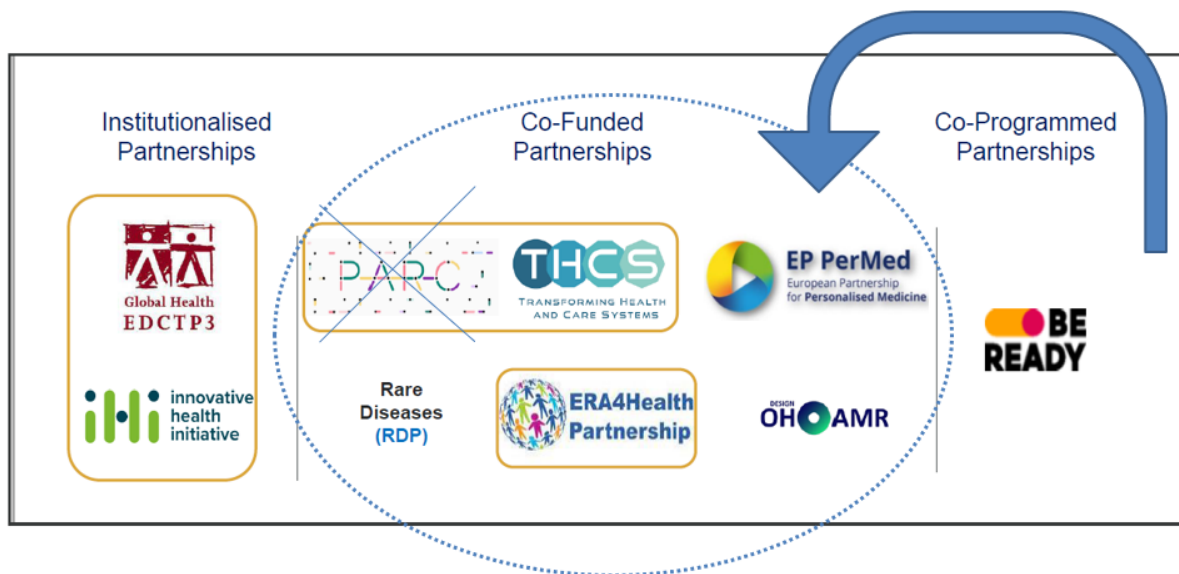 Institutionalised
Partnerships
Co-Funded
Partnerships
Co-Programmed
Partnerships
Global Health
EDCTP3
PARC
THCS
TRANSFORMING HEALTH
AND CARE SYSTEMS
EP PerMed
European Partnership
for Personalised Medicine
BE
READY
iHi innovative
health
initiative
Rare
Diseases
(RDP)
ERA4Health
Partnership
DESIGN
OH AMR